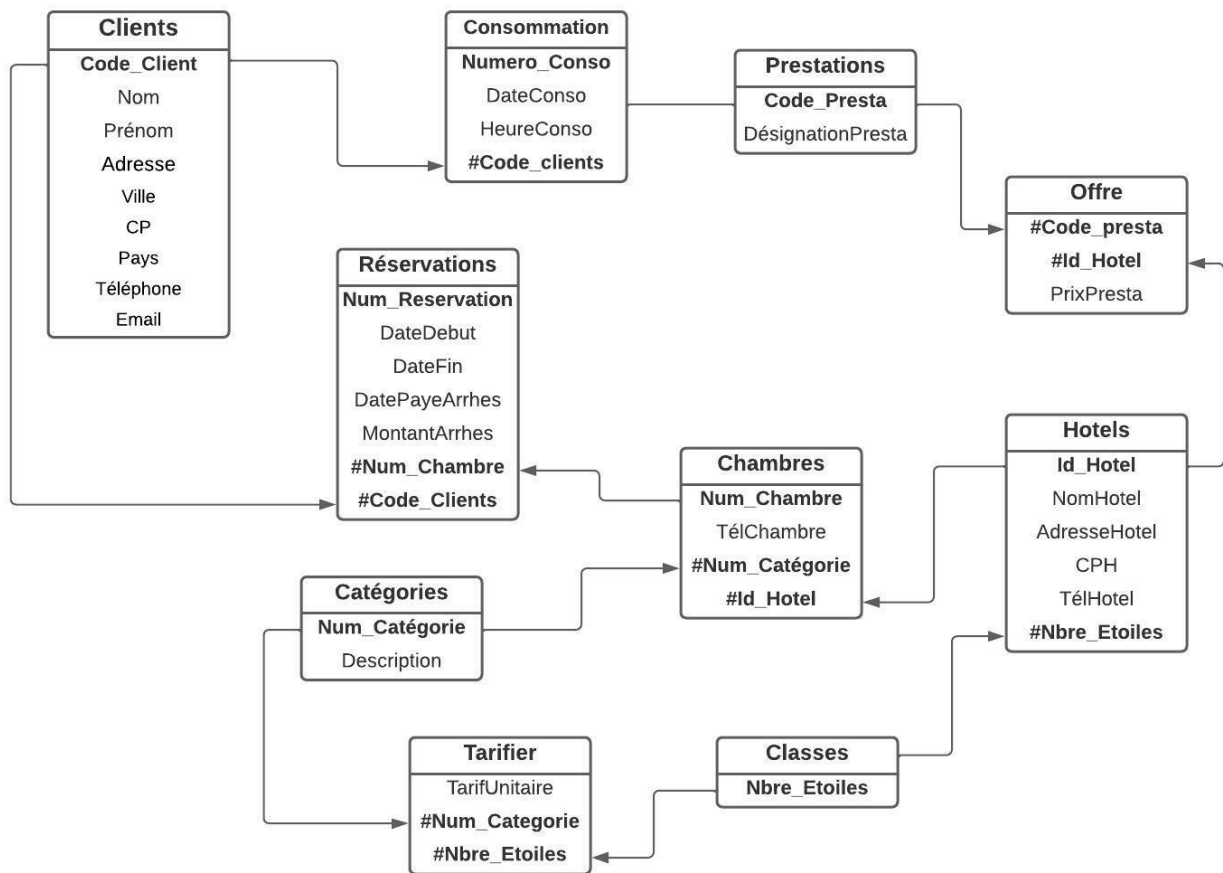 Clients
Code_Client
Nom
Prénom
Adresse
Ville
CP
Pays
Téléphone
Email
Consommation
Numero_Conso
DateConso
HeureConso
#Code_clients
Prestations
Code_Presta
DésignationPresta
Offre
#Code_presta
#Id_Hotel
PrixPresta
Réservations
Num_Reservation
DateDebut
DateFin
DatePayeArrhes
MontantArrhes
#Num_Chambre
#Code_Clients
Chambres
Num_Chambre
TélChambre
#Num_Catégorie
#Id_Hotel
Hotels
Id_Hotel
NomHotel
AdresseHotel
CPH
TélHotel
#Nbre_Etoiles
Catégories
Num_Catégorie
Description
Tarifier
TarifUnitaire
#Num_Categorie
#Nbre_Etoiles
Classes
Nbre_Etoiles